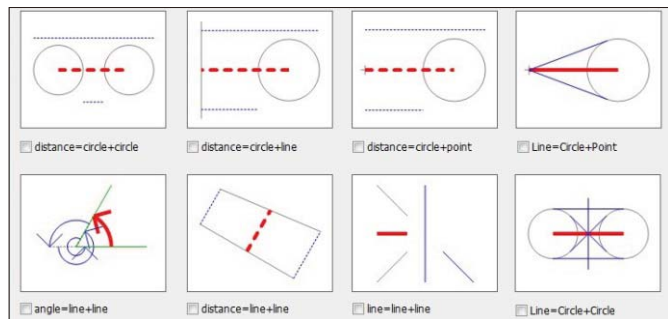 distance=circle+circle
distance=circle+line
distance=circle+point
Line=Circle+Point
angle=line+line
distance=line+line
line=line+line
Line=Circle+Circle